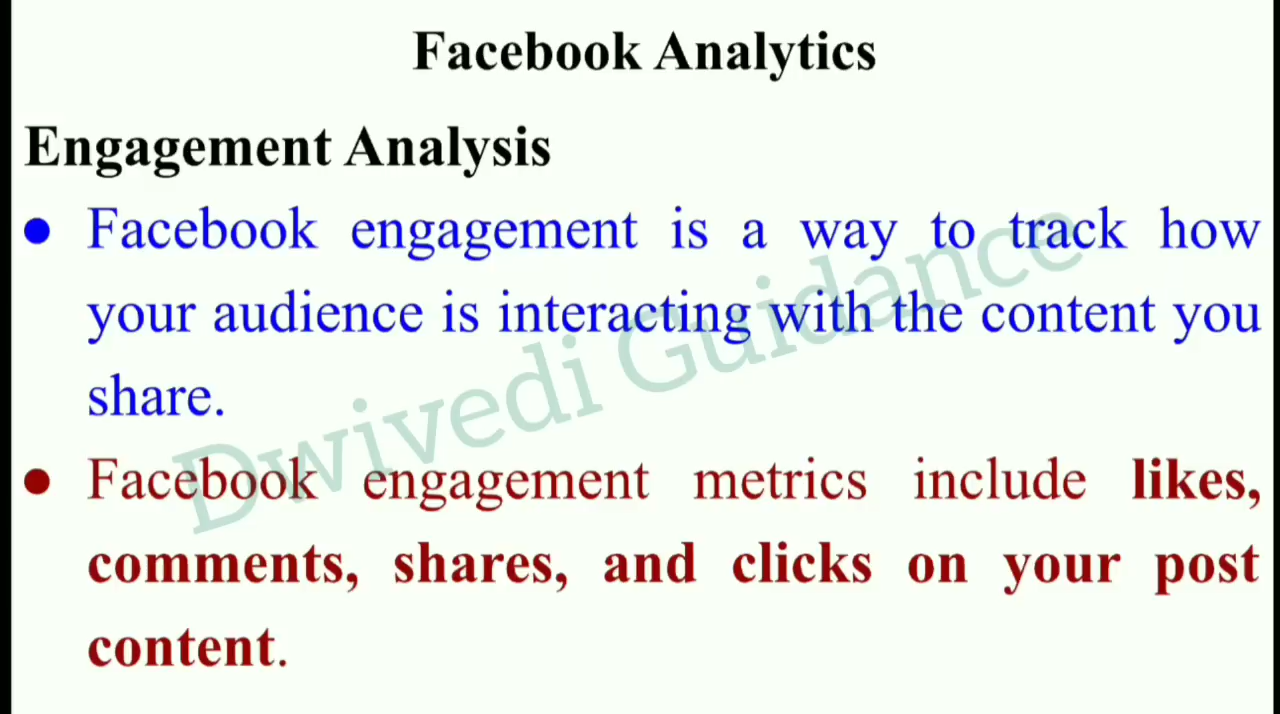 Facebook Analytics
Engagement Analysis
● Facebook engagement is a way to track how
your audience is interacting with the content you
share.
● Facebook engagement metrics include likes,
comments, shares, and clicks on your post
content.
Dwivedi Guidance